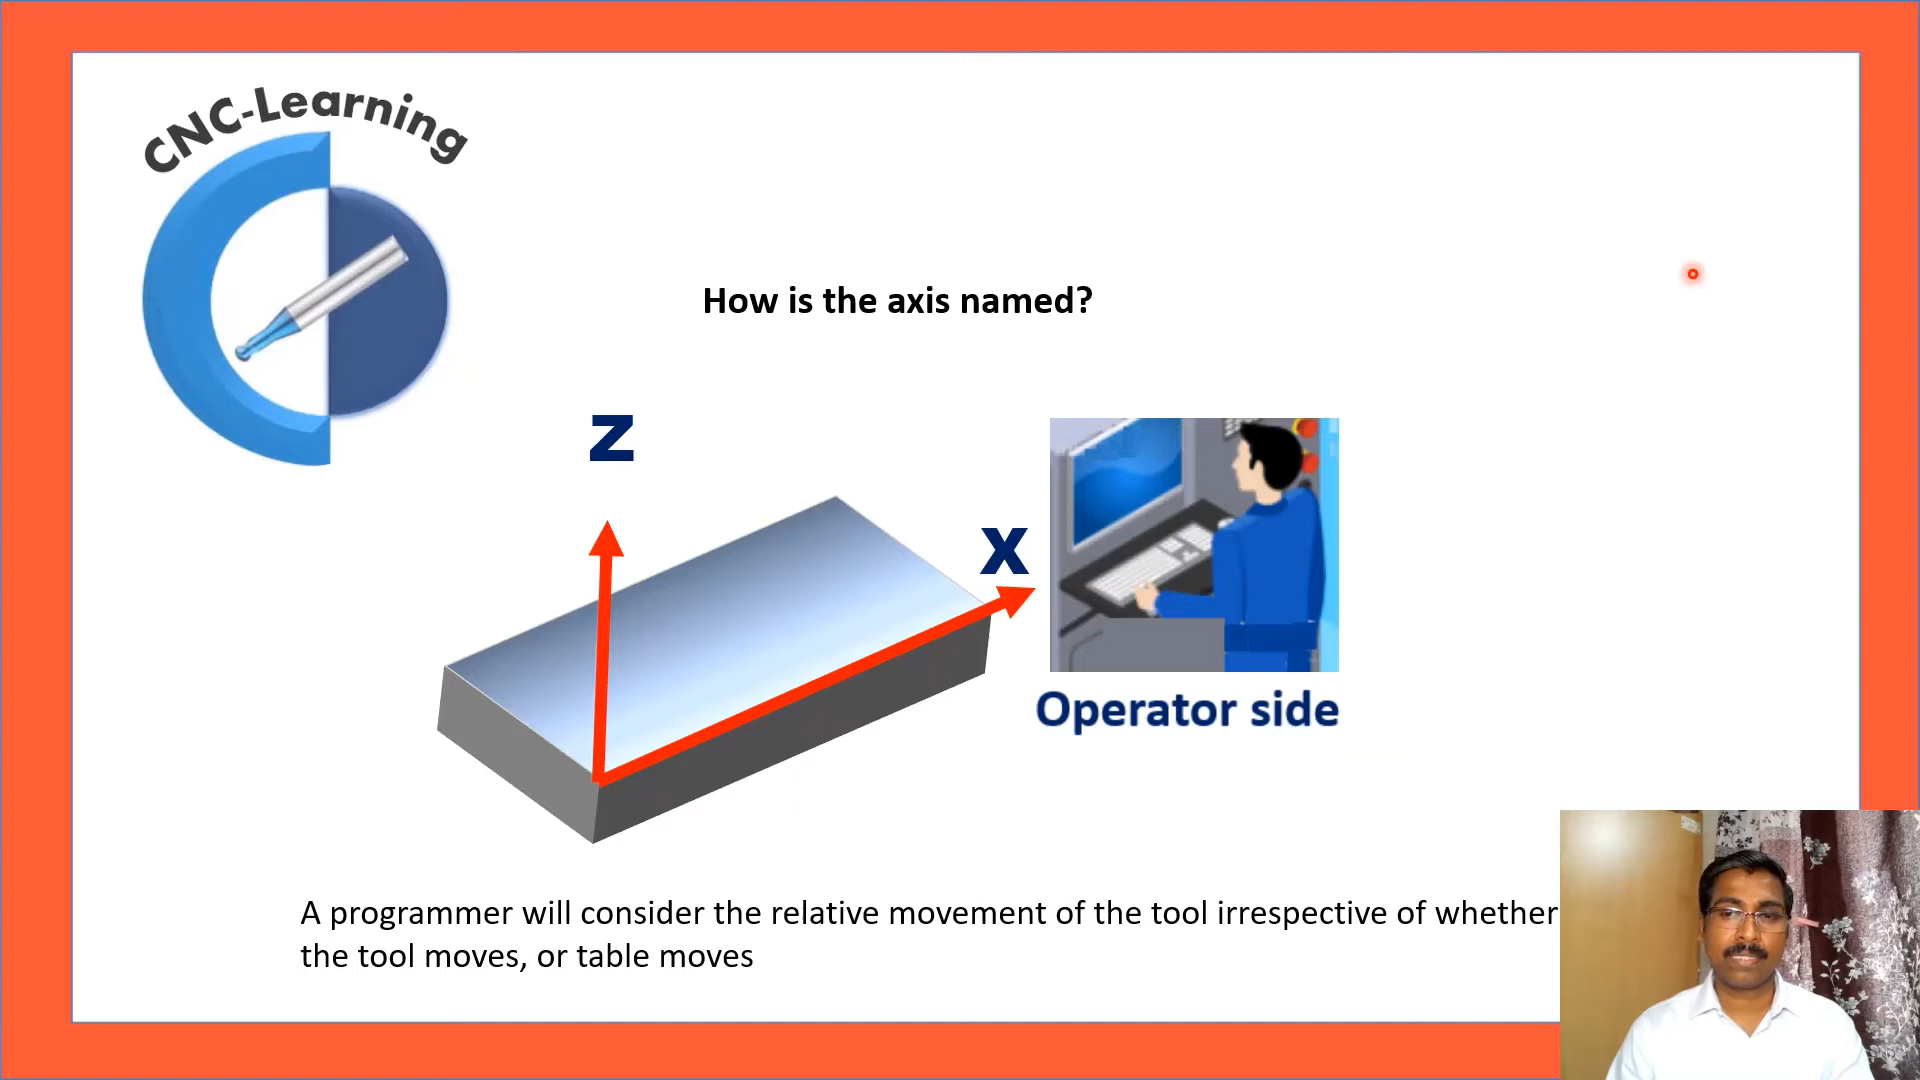 CNC-Learning
How is the axis named?
Z
X
Operator side
A programmer will consider the relative movement of the tool irrespective of whether
the tool moves, or table moves